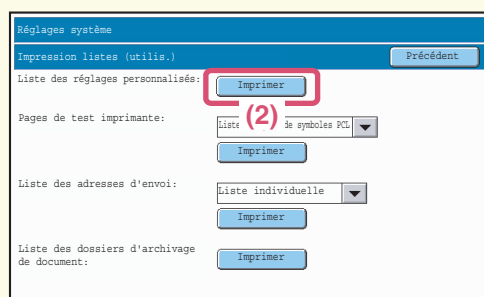 Réglages système
Impression listes (utilis.)
Précédent
Liste des réglages personnalisés:
Imprimer
(2)
Pages de test imprimante:
Liste de symboles PCL
Imprimer
Liste des adresses d'envoi:
Liste individuelle
Imprimer
Liste des dossiers d'archivage
de document:
Imprimer